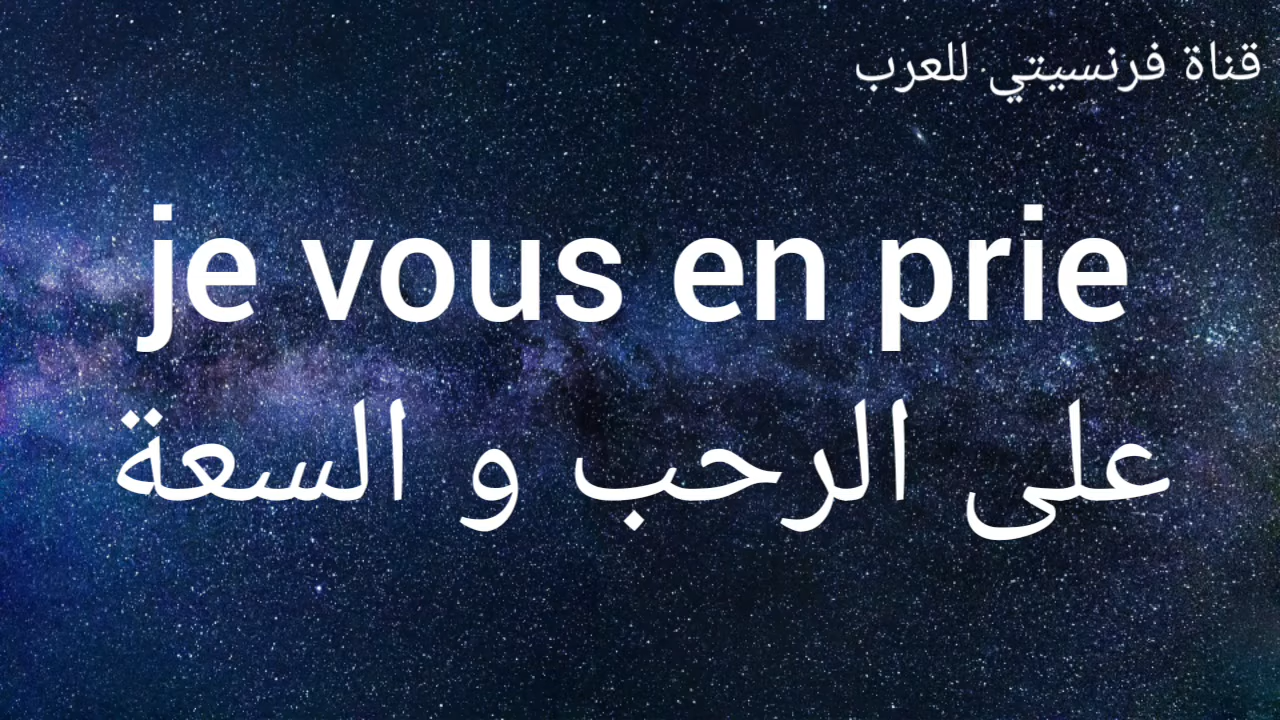 قناة فرنسيتي للعرب
je vous en prie
على الرحب و السعة